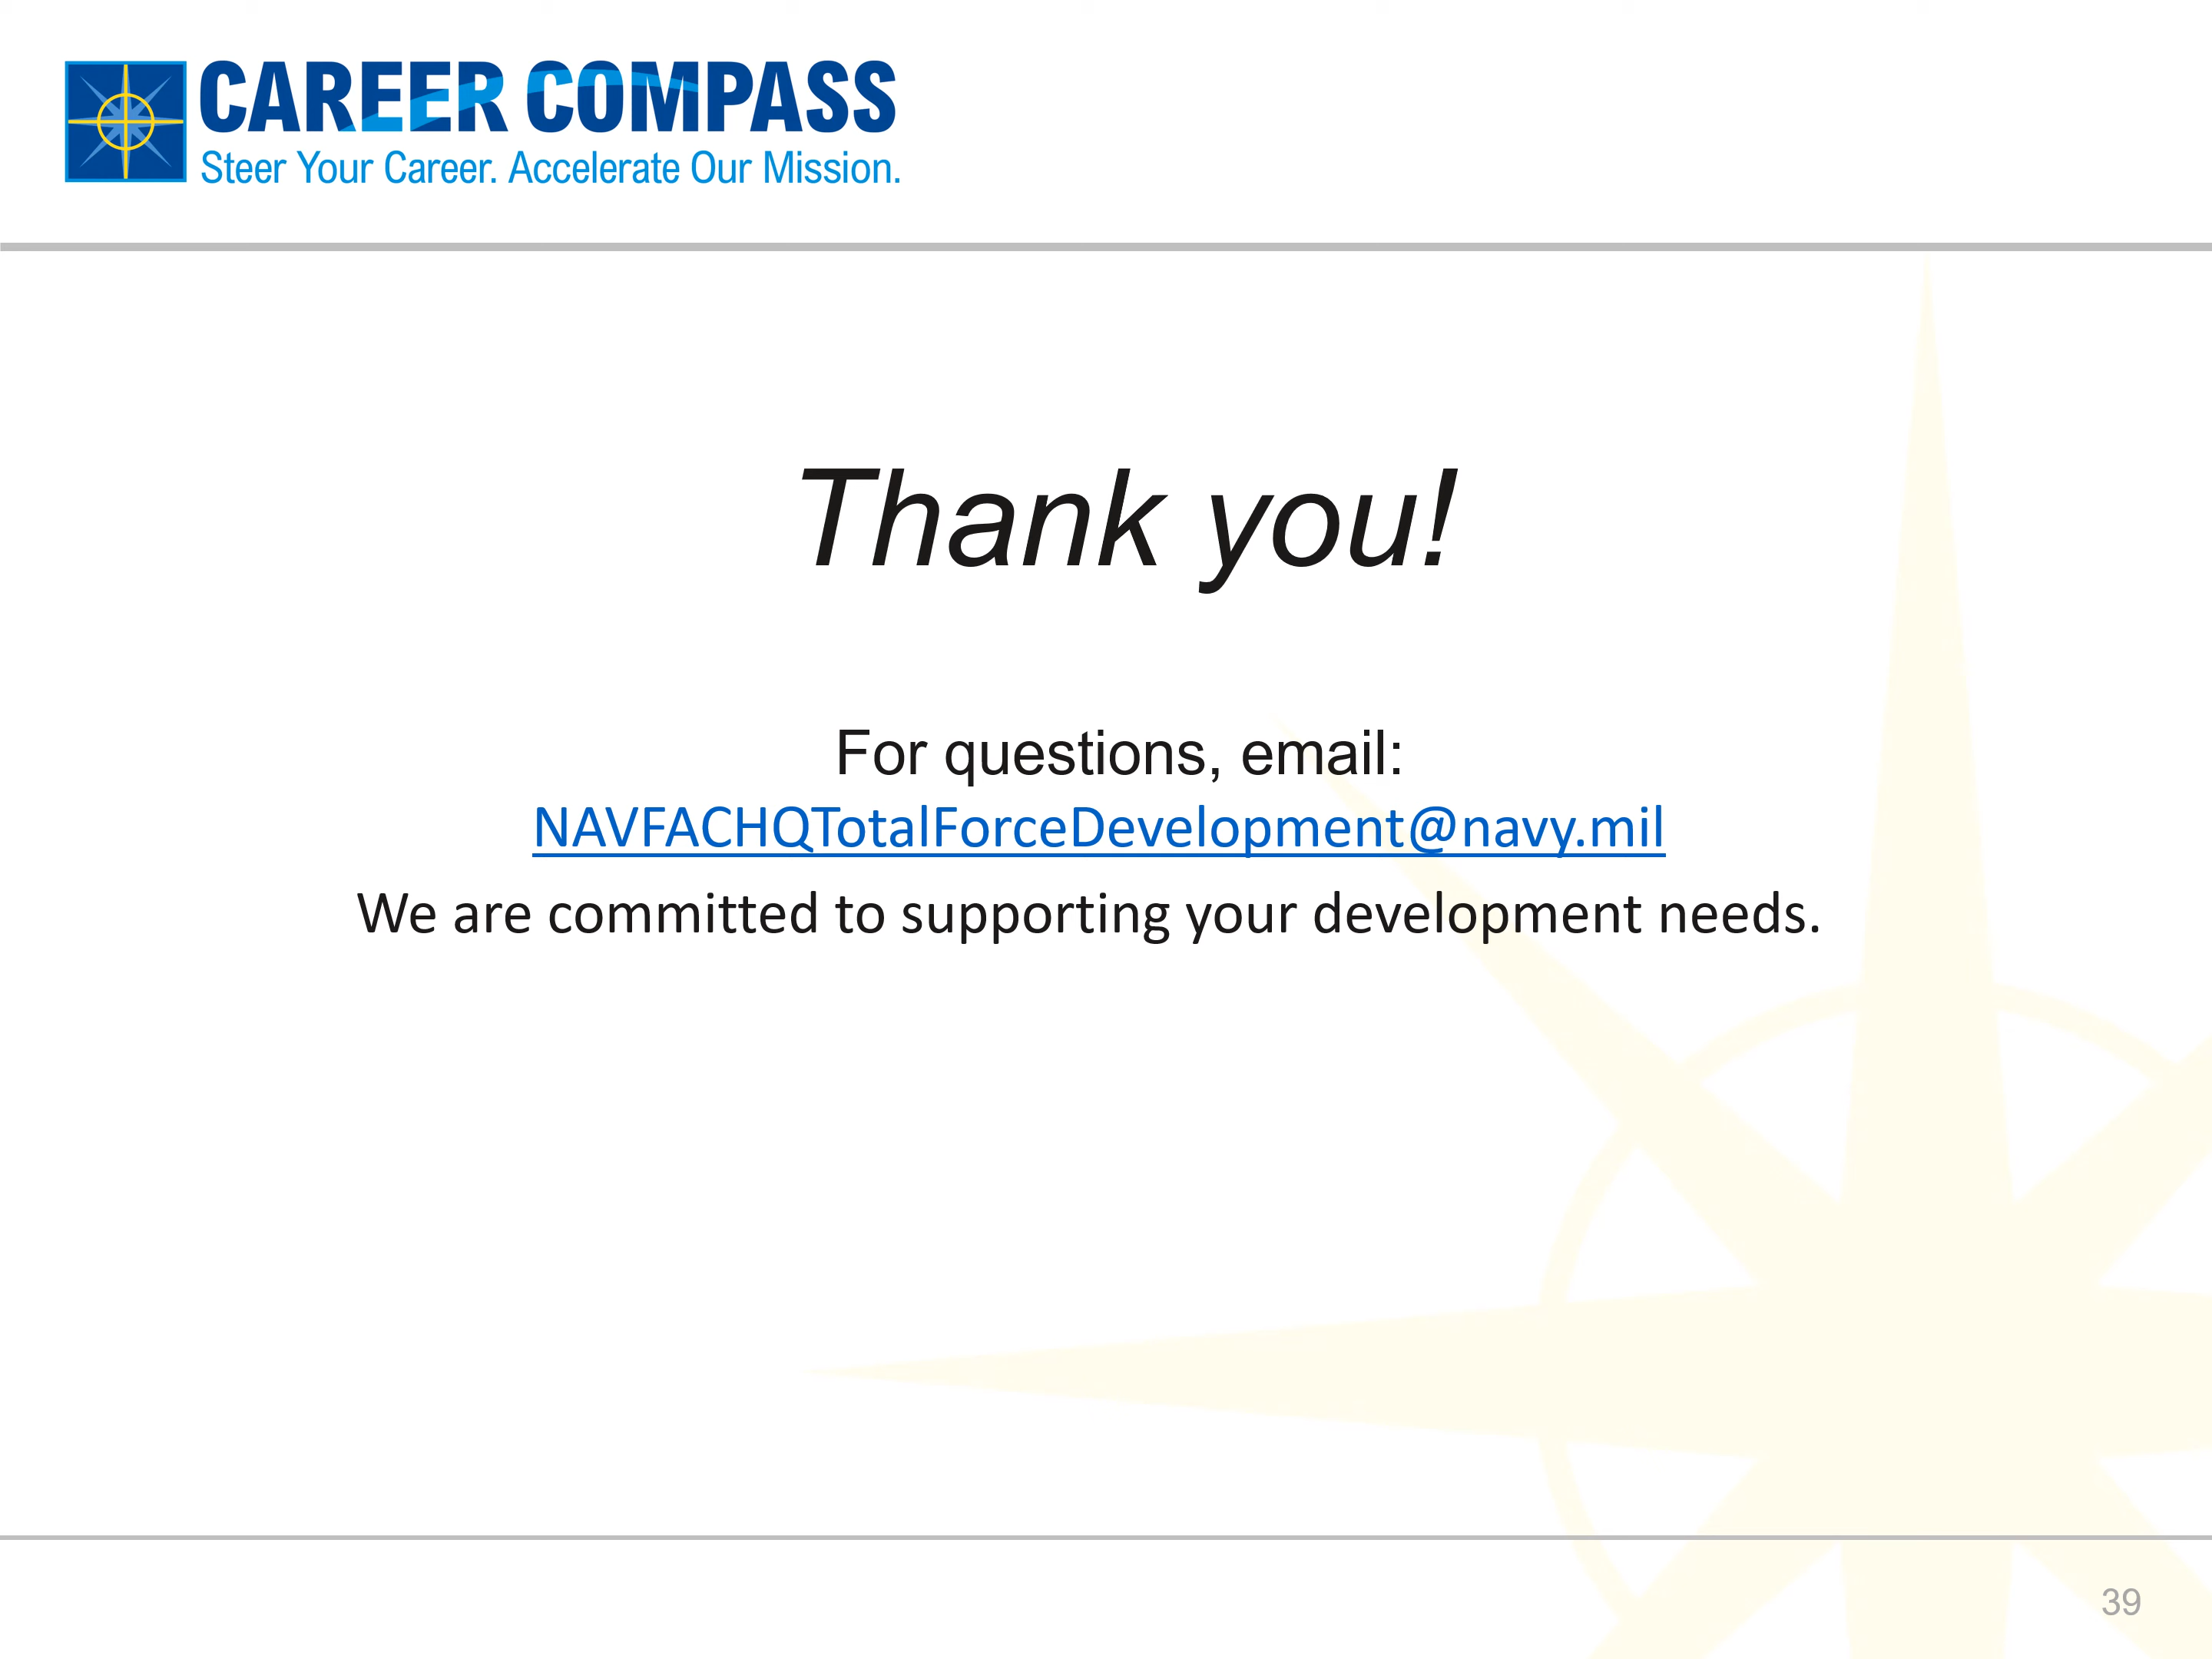 CAREER COMPASS
Steer Your Career. Accelerate Our Mission.
Thank you!
For questions, email:
NAVFACHQTotalForceDevelopment@navy.mil
We are committed to supporting your development needs.
39